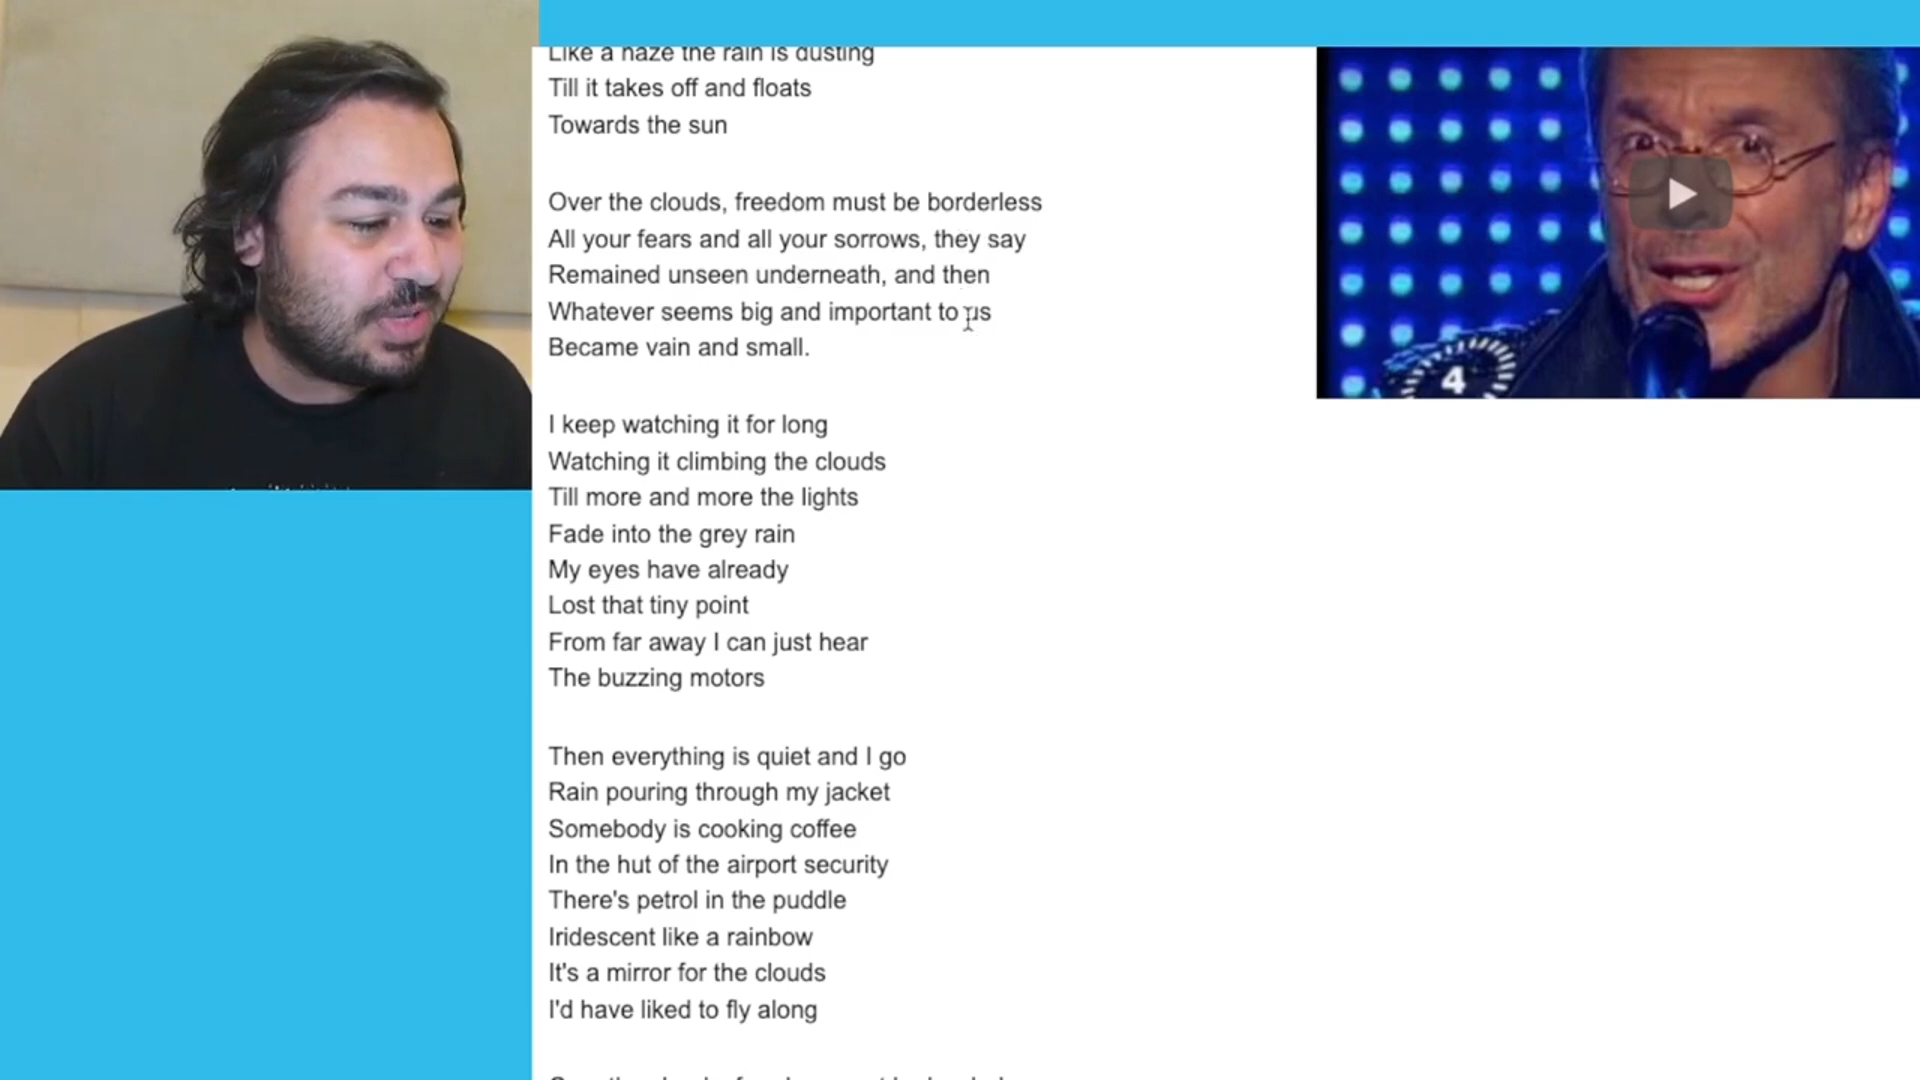 Like a haze the rain is dusting
Till it takes off and floats
Towards the sun
Over the clouds, freedom must be borderless
All your fears and all your sorrows, they say
Remained unseen underneath, and then
Whatever seems big and important to us
Became vain and small.
I keep watching it for long
Watching it climbing the clouds
Till more and more the lights
Fade into the grey rain
My eyes have already
Lost that tiny point
From far away I can just hear
The buzzing motors
Then everything is quiet and I go
Rain pouring through my jacket
Somebody is cooking coffee
In the hut of the airport security
There's petrol in the puddle
Iridescent like a rainbow
It's a mirror for the clouds
I'd have liked to fly along
4